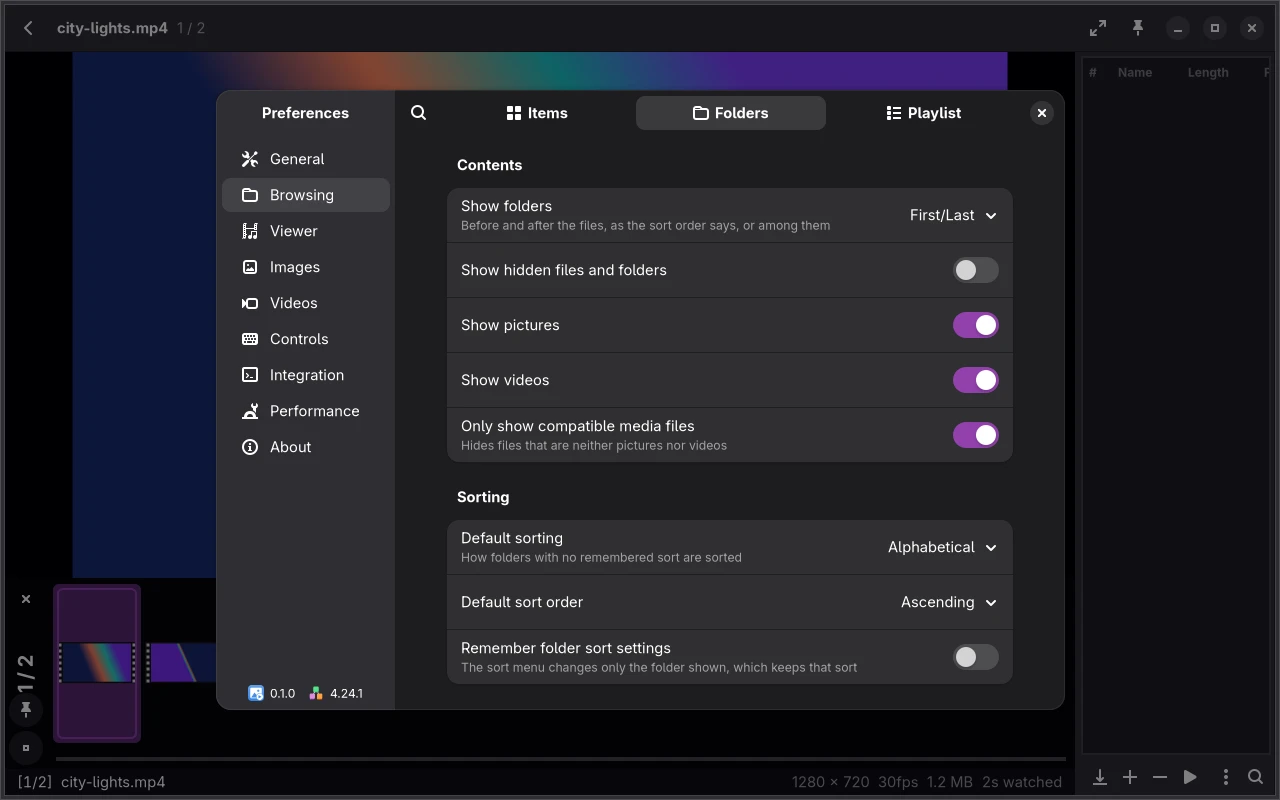 city-lights.mp4 1 / 2
# Name Length
Preferences
Items
Folders
Playlist
General
Browsing
Viewer
Images
Videos
Controls
Integration
Performance
About
0.1.0 4.24.1
Contents
Show folders
Before and after the files, as the sort order says, or among them
First/Last
Show hidden files and folders
Show pictures
Show videos
Only show compatible media files
Hides files that are neither pictures nor videos
Sorting
Default sorting
How folders with no remembered sort are sorted
Alphabetical
Default sort order
Ascending
Remember folder sort settings
The sort menu changes only the folder shown, which keeps that sort
1 / 2
[1/2] city-lights.mp4
1280 × 720 30fps 1.2 MB 2s watched